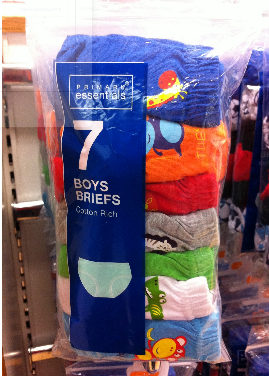 PRIMARK
essentials
7
BOYS
BRIEFS
Cotton Rich